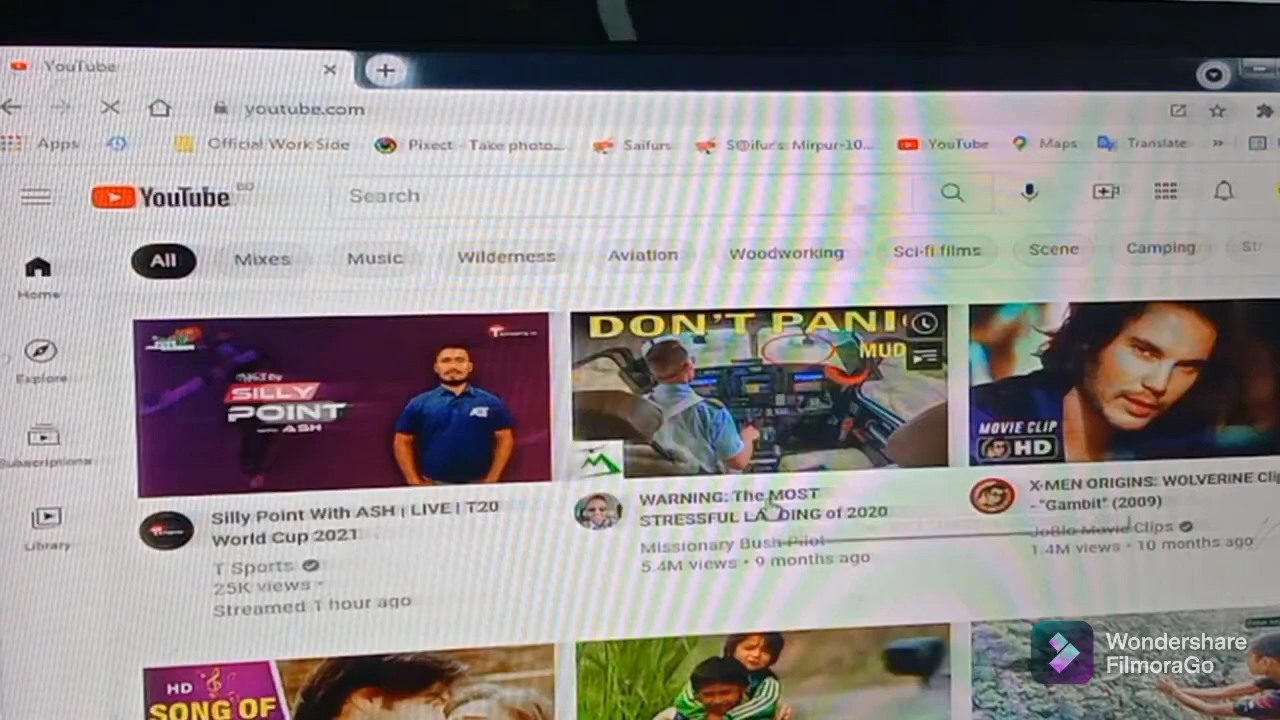 YouTube
youtube.com
Apps
Official Work Side
Pixect - Take photo...
Saifurs
S@ifur's Mirpur-10...
YouTube
Maps
Translate
YouTube BD
Search
All
Mixes
Music
Wilderness
Aviation
Woodworking
Sci-fi films
Scene
Camping
Home
Explore
Subscriptions
Library
SILLY
POINT
WITH ASH
DON'T PANI
MUD
MOVIE CLIP
HD
Silly Point With ASH | LIVE | T20
World Cup 2021
T Sports
25K views •
Streamed 1 hour ago
WARNING: The MOST
STRESSFUL LANDING of 2020
Missionary Bush Pilot
5.4M views • 9 months ago
X-MEN ORIGINS: WOLVERINE Cli
- "Gambit" (2009)
JoBlo Movie Clips
1.4M views • 10 months ago
HD
SONG OF
Wondershare
FilmoraGo